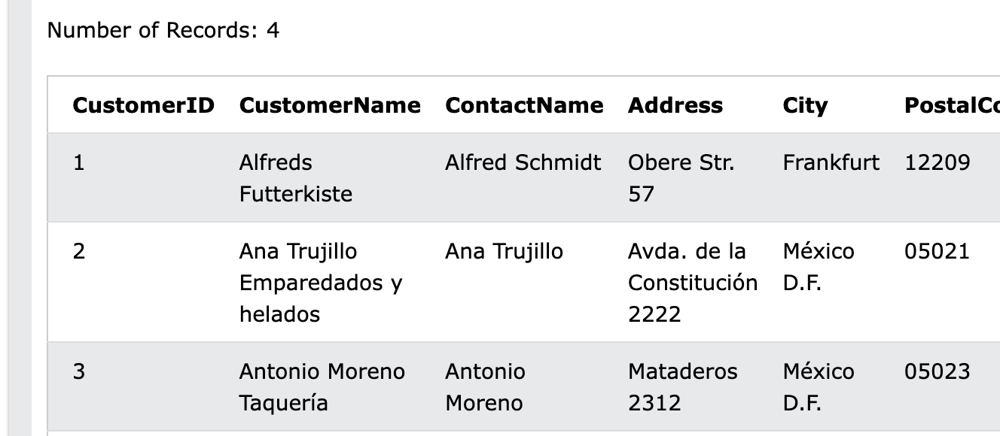 Number of Records: 4
CustomerID CustomerName ContactName Address City PostalCo
1 Alfreds Alfred Schmidt Obere Str. Frankfurt 12209
Futterkiste 57
2 Ana Trujillo Ana Trujillo Avda. de la México 05021
Emparedados y Constitución D.F.
helados 2222
3 Antonio Moreno Antonio Mataderos México 05023
Taquería Moreno 2312 D.F.